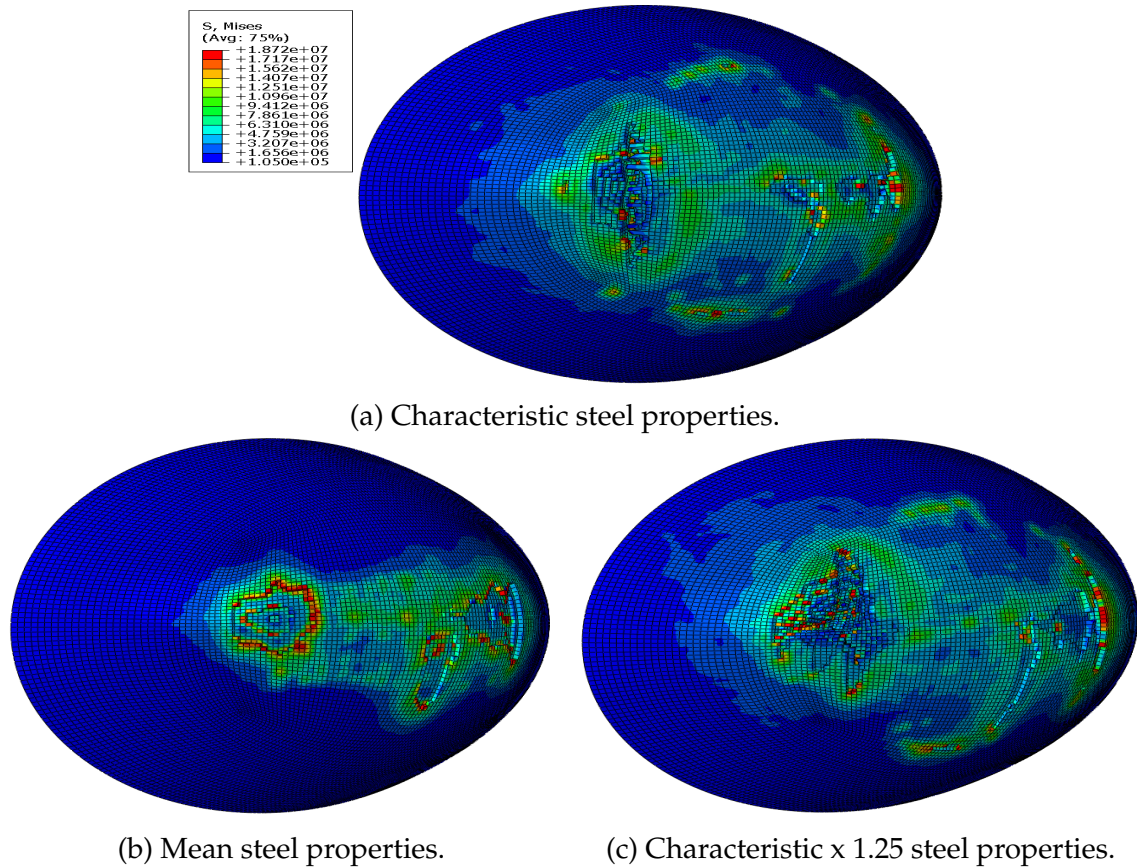 S, Mises
(Avg: 75%)
+1.872e+07
+1.717e+07
+1.562e+07
+1.407e+07
+1.251e+07
+1.096e+07
+9.412e+06
+7.861e+06
+6.310e+06
+4.759e+06
+3.207e+06
+1.656e+06
+1.050e+05
(a) Characteristic steel properties.
(b) Mean steel properties.
(c) Characteristic x 1.25 steel properties.